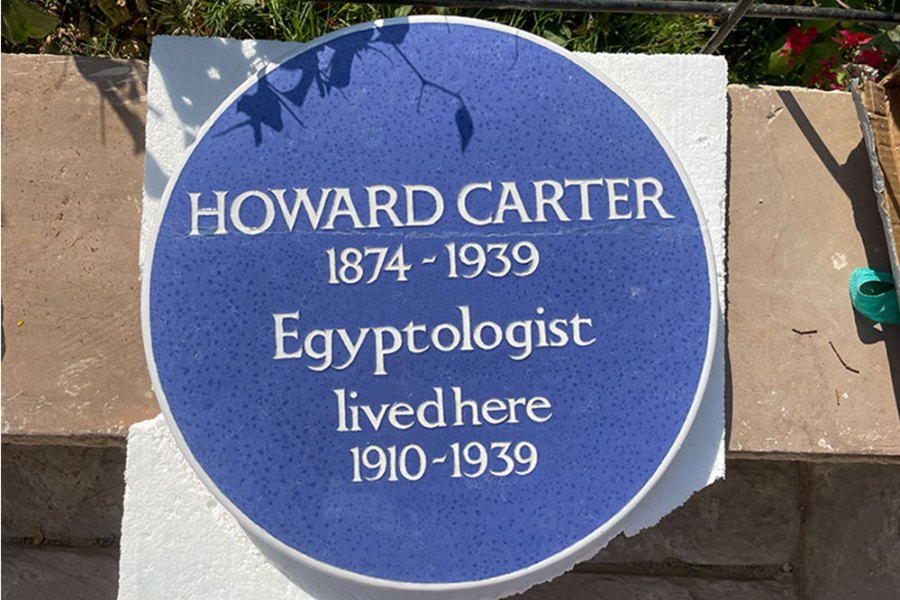 HOWARD CARTER
1874 - 1939
Egyptologist
lived here
1910-1939